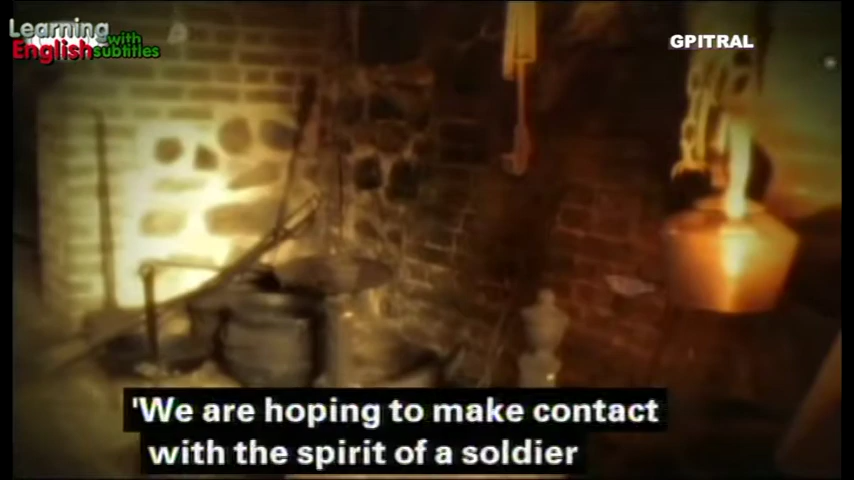 Learning
English with
subtitles
GPITRAL
'We are hoping to make contact
with the spirit of a soldier